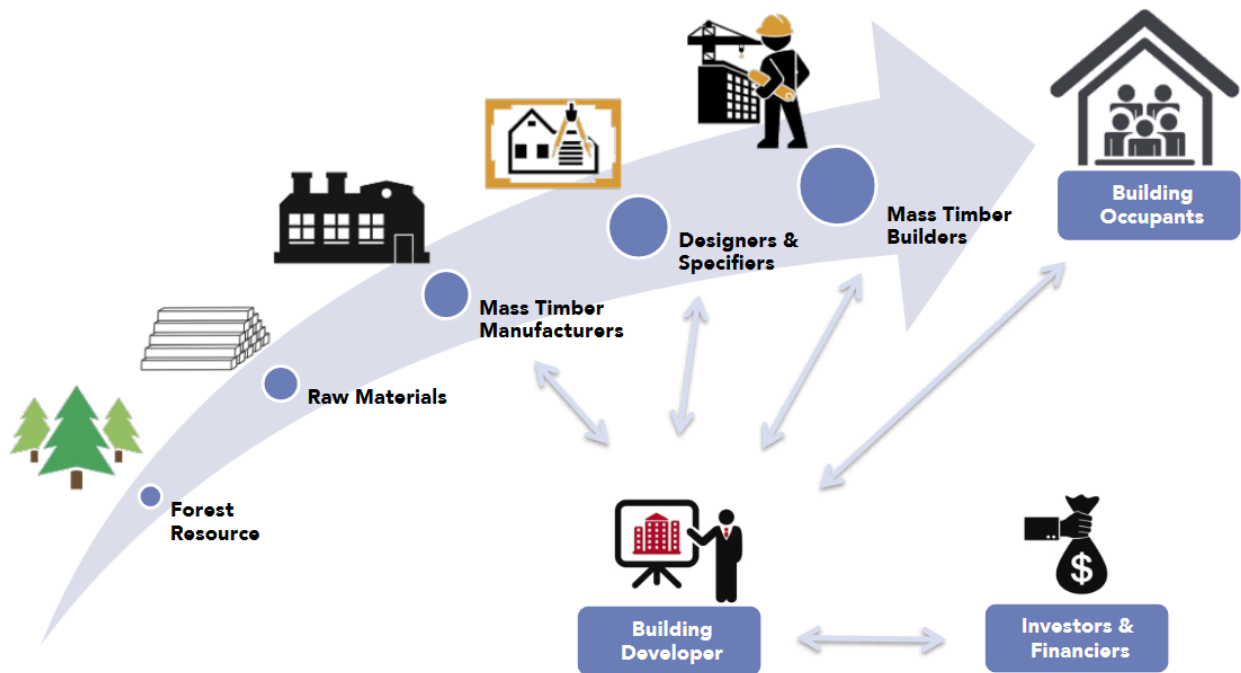 Building
Occupants
Mass Timber
Builders
Designers &
Specifiers
Mass Timber
Manufacturers
Raw Materials
Forest
Resource
$
Building
Developer
Investors &
Financiers